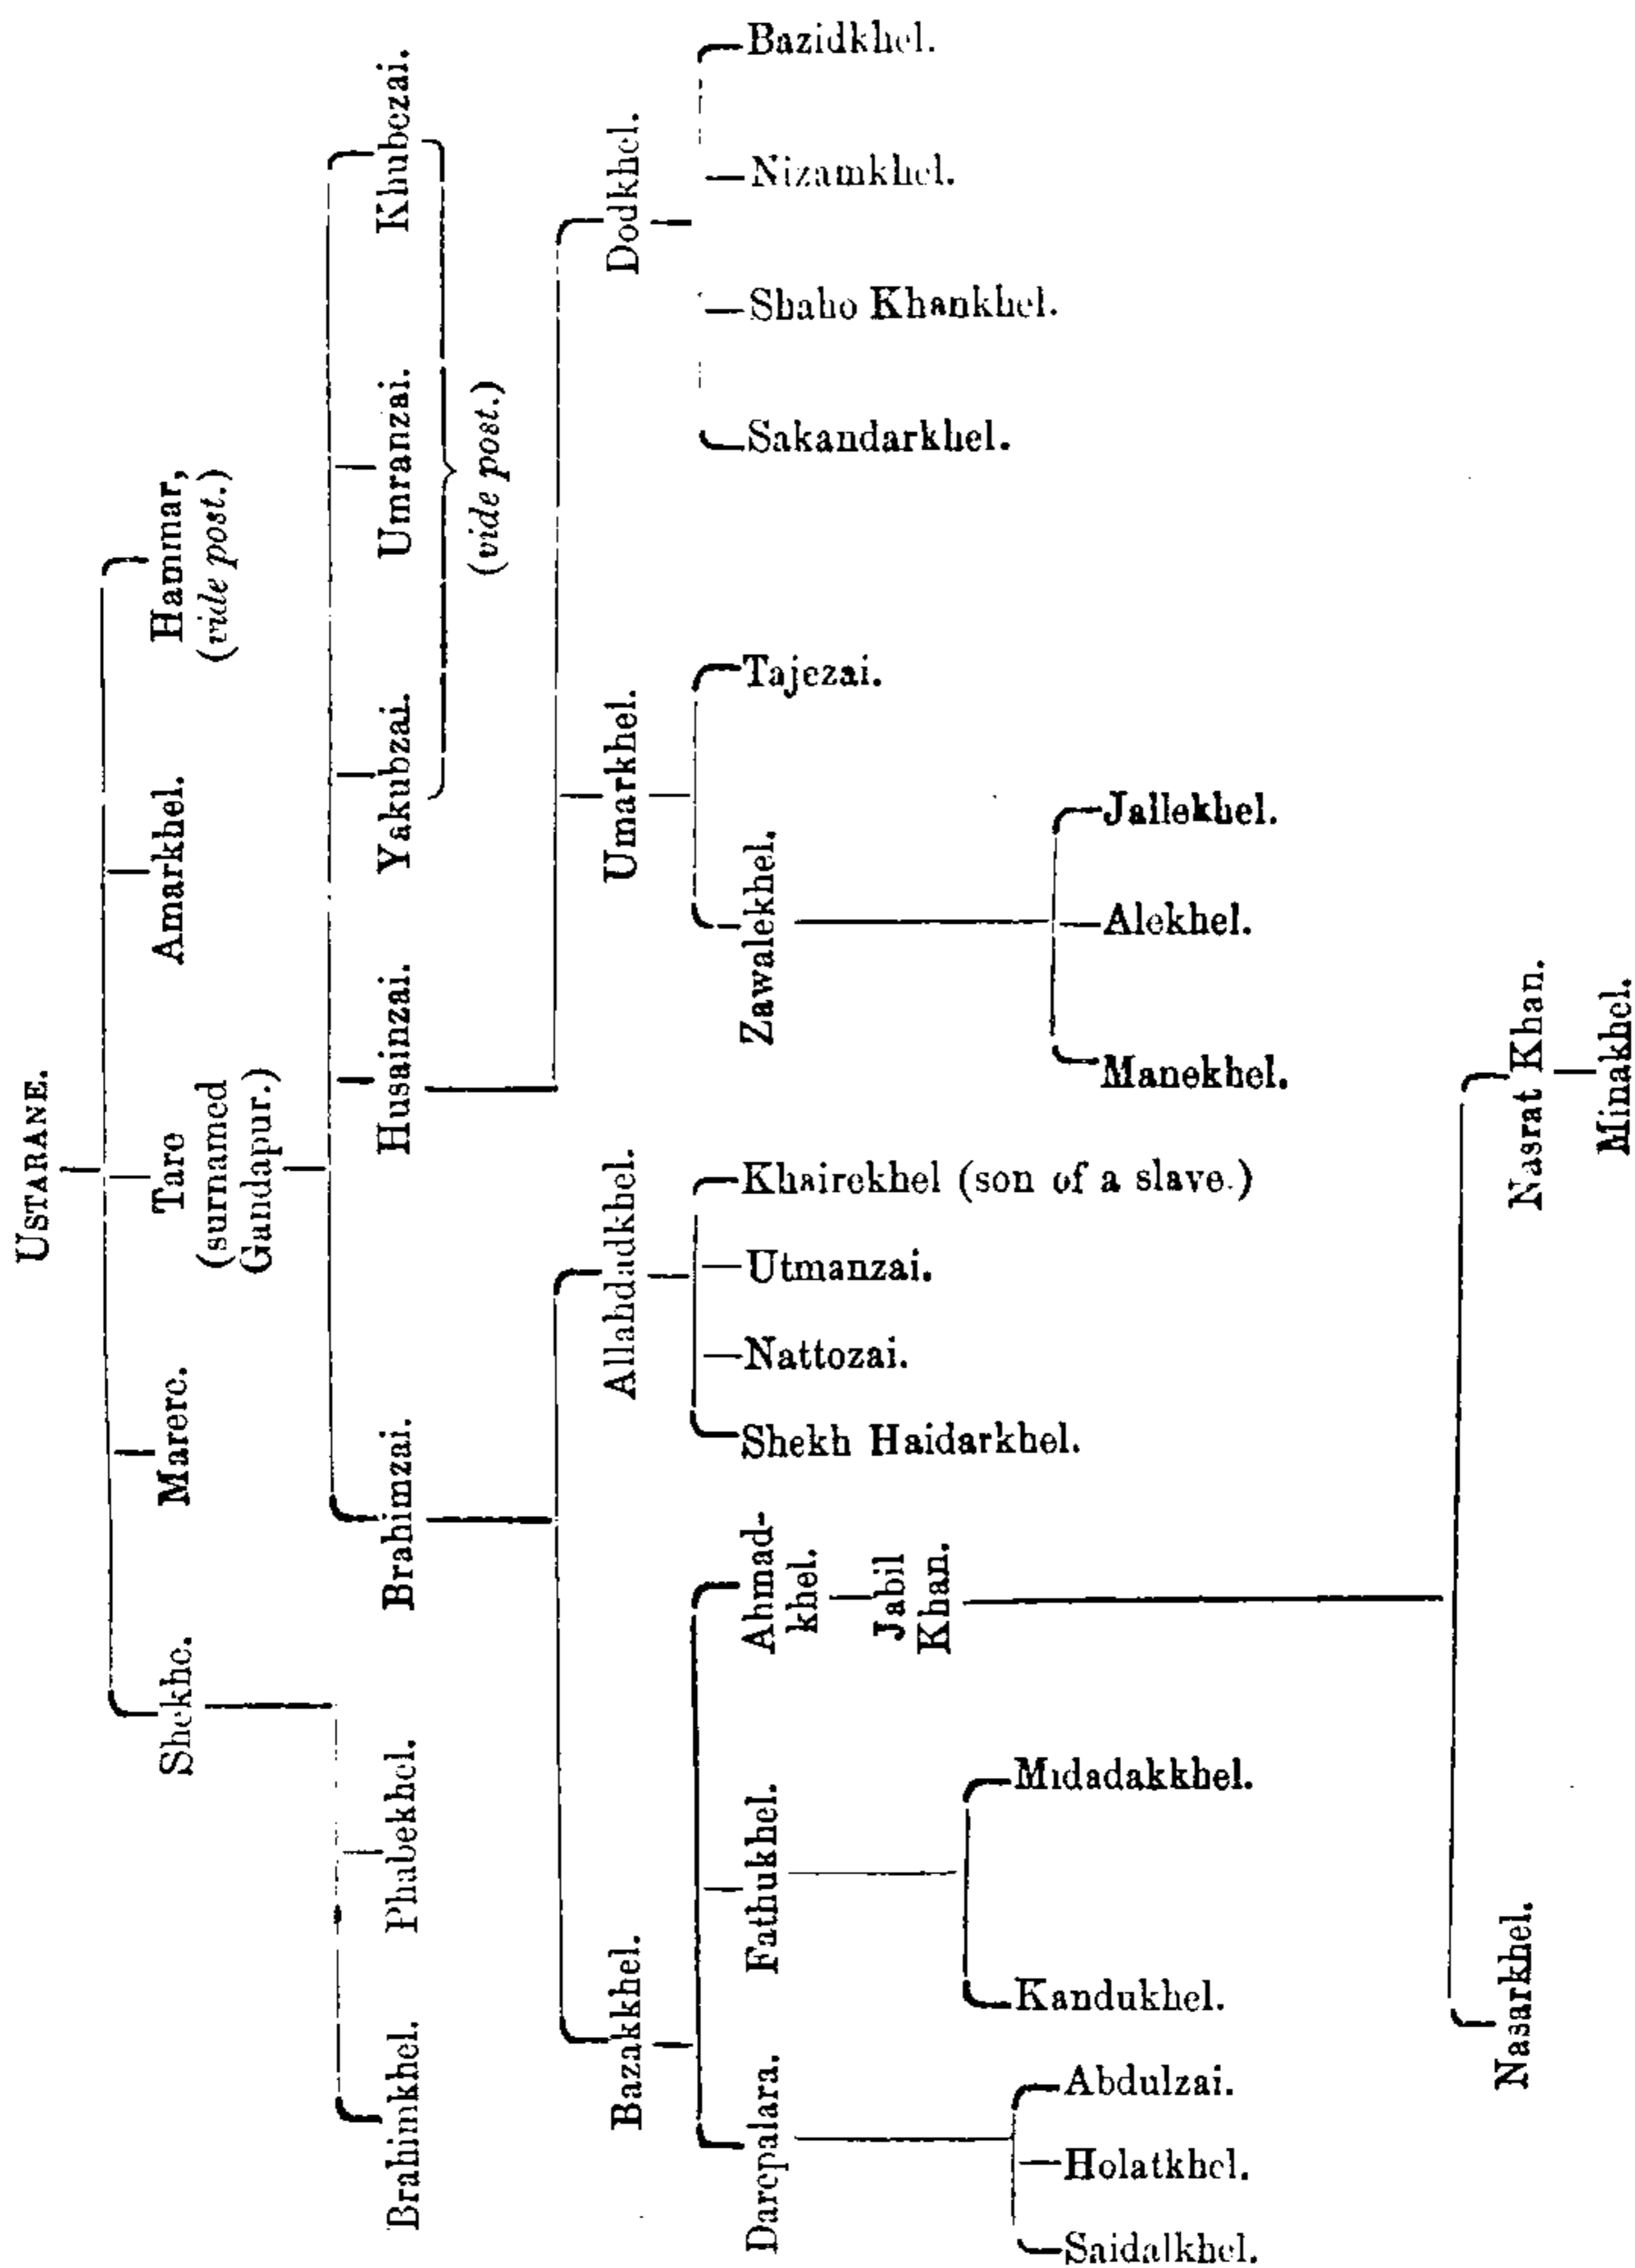 USTARANE.
Shekhe.
Marere.
Tare
(surnamed
Gandapur.)
Amarkhel.
Hammar,
(vide post.)
Brahimkhel.
Phabekhel.
Brahimzai.
Husainzai.
Yakubzai.
Umranzai.
Khubezai.
(vide post.)
Bazakkhel.
Allahdadkhel.
Umarkhel.
Dodkhel.
Darepalara.
Fathukhel.
Ahmad-
khel.
Jabil
Khan.
Shekh Haidarkhel.
Nattozai.
Utmanzai.
Khairekhel (son of a slave.)
Zawalekhel.
Tajezai.
Sakandarkhel.
Shaho Khankhel.
Nizamkhel.
Bazidkhel.
Saidalkhel.
Holatkhel.
Abdulzai.
Kandukhel.
Midadakkhel.
Manekhel.
Alekhel.
Jallekhel.
Nasarkhel.
Nasrat Khan.
Minakhel.